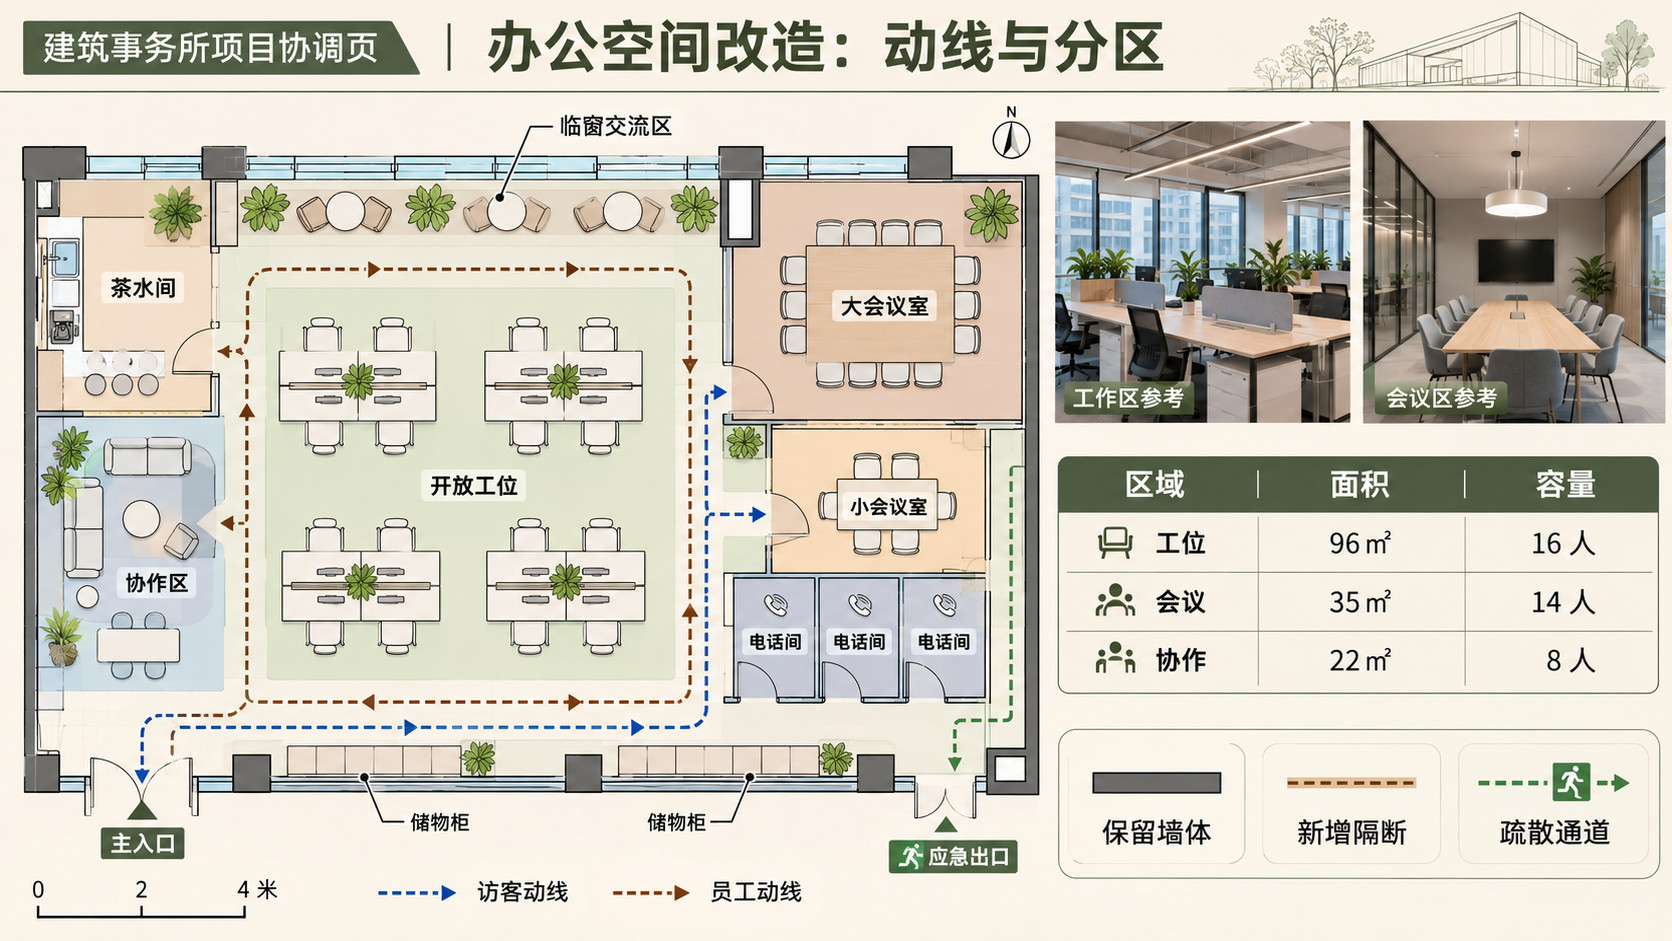 建筑事务所项目协调页
办公空间改造：动线与分区
临窗交流区
N
茶水间
大会议室
开放工位
小会议室
协作区
电话间 电话间 电话间
储物柜 储物柜
主入口
应急出口
0 2 4 米
访客动线 员工动线
工作区参考 会议区参考
区域 面积 容量
工位 96㎡ 16 人
会议 35㎡ 14 人
协作 22㎡ 8 人
保留墙体 新增隔断 疏散通道